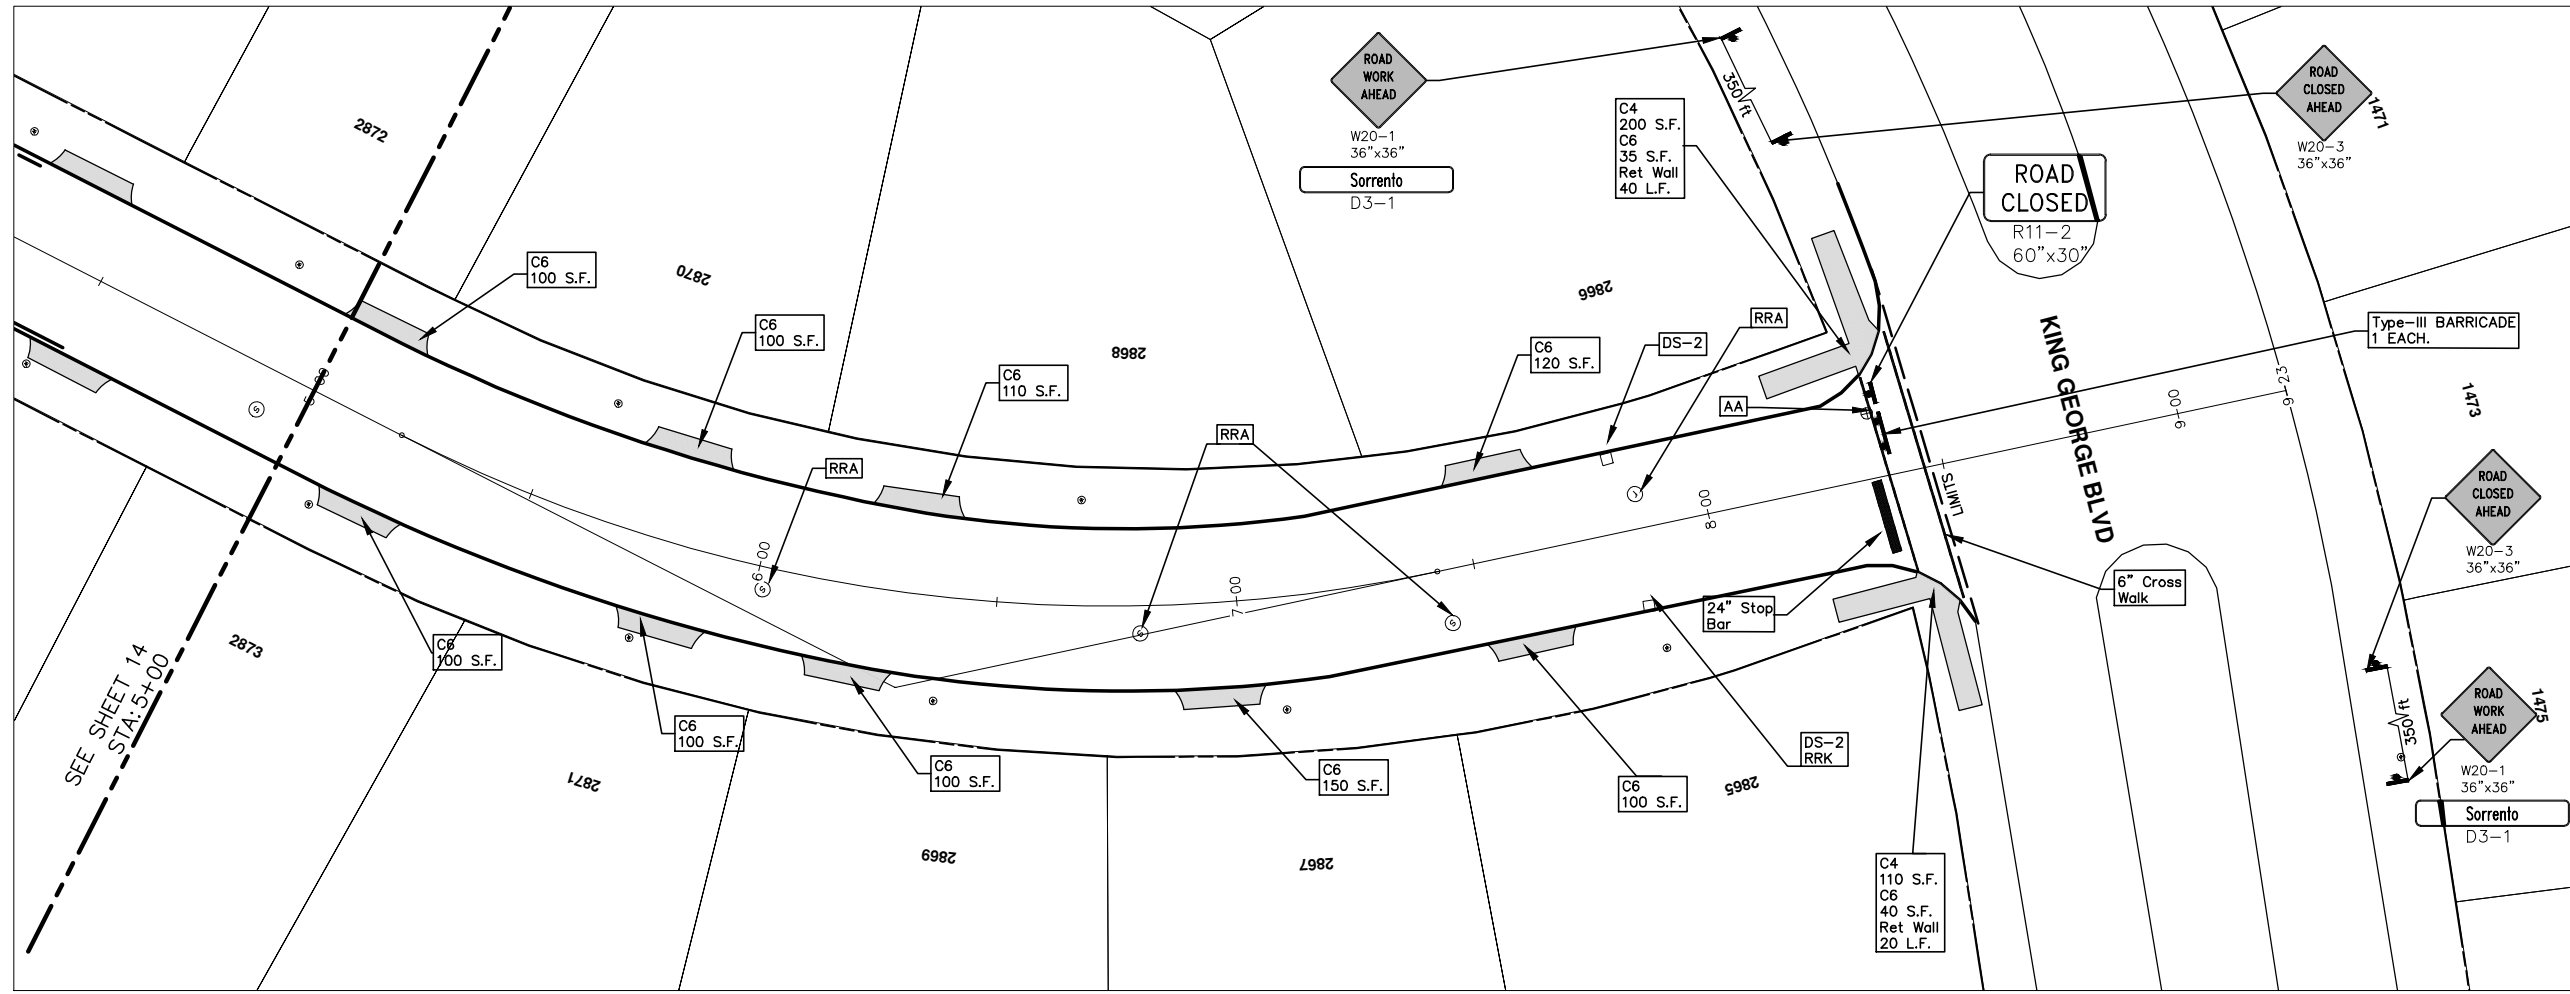 ROAD
WORK
AHEAD
W20-1
36"x36"
Sorrento
D3-1
350 ft
C4
200 S.F.
C6
35 S.F.
Ret Wall
40 L.F.
ROAD
CLOSED
AHEAD
W20-3
36"x36"
1471
ROAD
CLOSED
R11-2
60"x30"
2872
C6
100 S.F.
2870
C6
100 S.F.
2868
C6
110 S.F.
2866
C6
120 S.F.
DS-2
RRA
AA
KING GEORGE BLVD
Type-III BARRICADE
1 EACH.
9-23
9-00
1473
RRA
RRA
8-00
LIMITS
ROAD
CLOSED
AHEAD
W20-3
36"x36"
6-00
7-00
5-00
24" Stop
Bar
6" Cross
Walk
SEE SHEET 14
STA: 5+00
2873
C6
100 S.F.
C6
100 S.F.
2871
C6
100 S.F.
2869
C6
150 S.F.
2867
C6
100 S.F.
2865
DS-2
RRK
C4
110 S.F.
C6
40 S.F.
Ret Wall
20 L.F.
350 ft
ROAD
WORK
AHEAD
1475
W20-1
36"x36"
Sorrento
D3-1